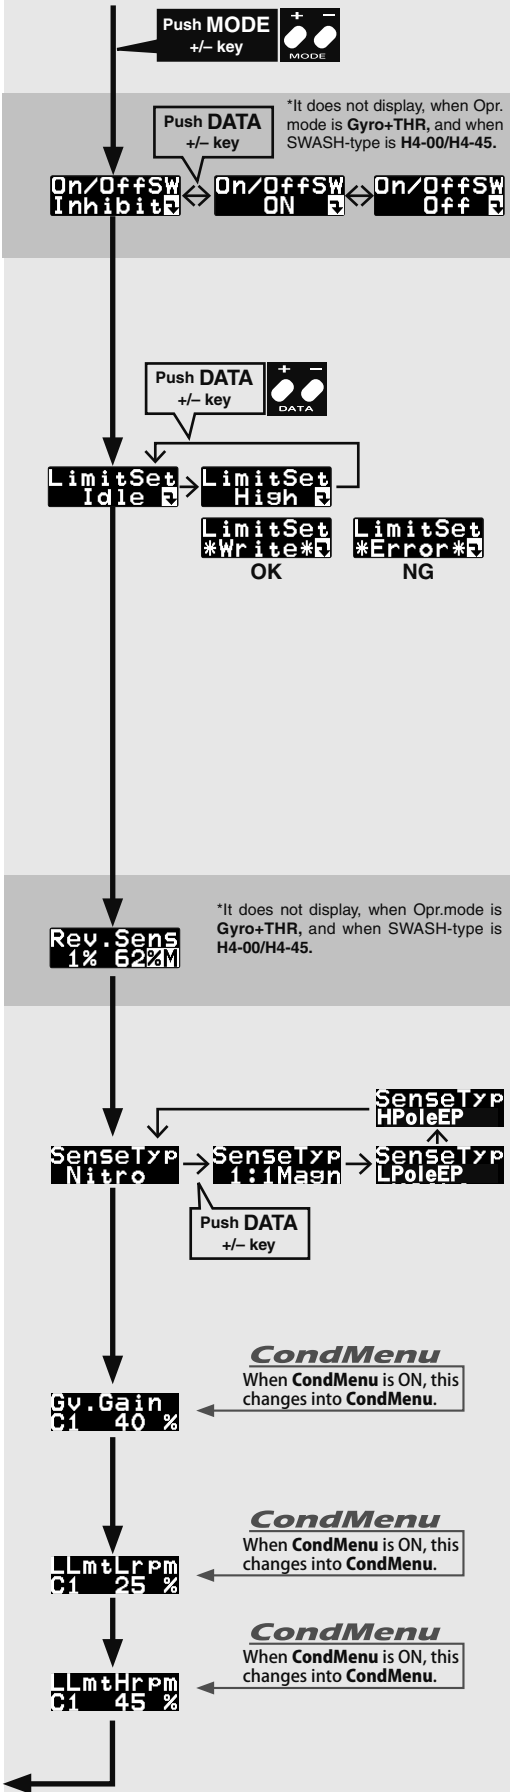 Push MODE
+/– key
+ –
MODE
Push DATA
+/– key
*It does not display, when Opr.
mode is Gyro+THR, and when
SWASH-type is H4-00/H4-45.
On/OffSW
Inhibit
On/OffSW
ON
On/OffSW
Off
Push DATA
+/– key
+ –
DATA
LimitSet
Idle
LimitSet
High
LimitSet
*Write*
OK
LimitSet
*Error*
NG
*It does not display, when Opr.mode is
Gyro+THR, and when SWASH-type is
H4-00/H4-45.
Rev.Sens
1% 62%M
SenseTyp
HPoleEP
SenseTyp
Nitro
SenseTyp
1:1Magn
SenseTyp
LPoleEP
Push DATA
+/– key
CondMenu
When CondMenu is ON, this
changes into CondMenu.
Gv.Gain
C1 40 %
CondMenu
When CondMenu is ON, this
changes into CondMenu.
LLmtLrpm
C1 25 %
CondMenu
When CondMenu is ON, this
changes into CondMenu.
LLmtHrpm
C1 45 %